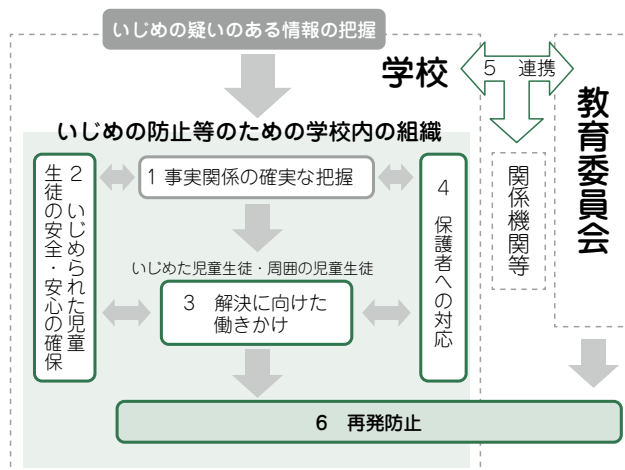 いじめの疑いのある情報の把握
学校
5　連携
教育委員会
いじめの防止等のための学校内の組織
1 事実関係の確実な把握
2　いじめられた児童
生徒の安全・安心の確保
4　保護者への対応
関係機関等
いじめた児童生徒・周囲の児童生徒
3　解決に向けた
働きかけ
6　再発防止